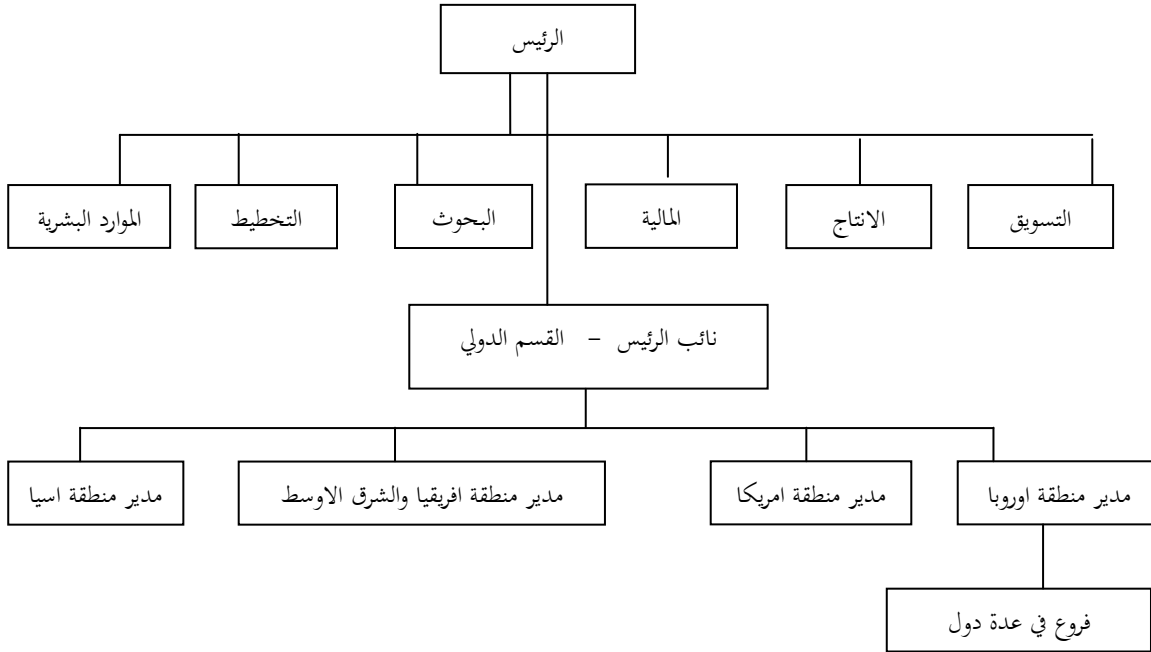 الرئيس
التسويق
الانتاج
المالية
البحوث
التخطيط
الموارد البشرية
نائب الرئيس – القسم الدولي
مدير منطقة اوروبا
مدير منطقة امريكا
مدير منطقة افريقيا والشرق الاوسط
مدير منطقة اسيا
فروع في عدة دول